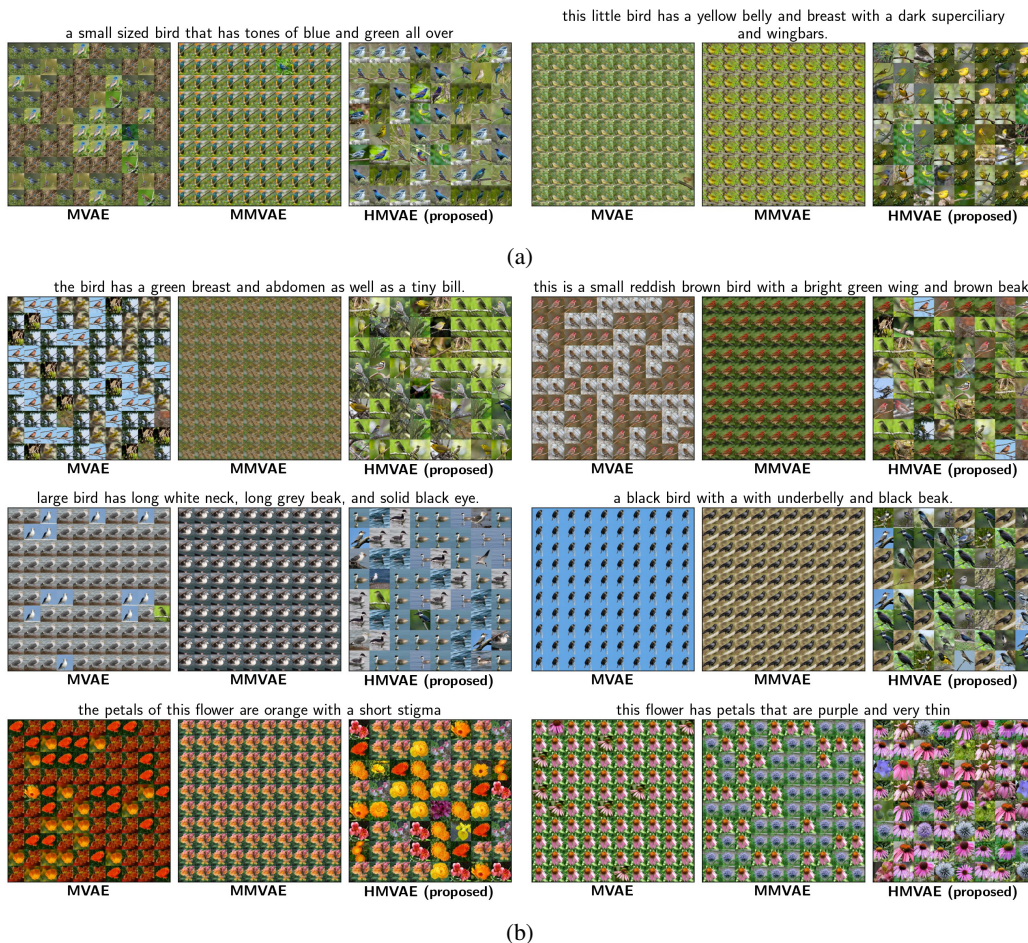 a small sized bird that has tones of blue and green all over
MVAE
MMVAE
HMVAE (proposed)
this little bird has a yellow belly and breast with a dark superciliary
and wingbars.
MVAE
MMVAE
HMVAE (proposed)
(a)
the bird has a green breast and abdomen as well as a tiny bill.
MVAE
MMVAE
HMVAE (proposed)
this is a small reddish brown bird with a bright green wing and brown beak
MVAE
MMVAE
HMVAE (proposed)
large bird has long white neck, long grey beak, and solid black eye.
MVAE
MMVAE
HMVAE (proposed)
a black bird with a with underbelly and black beak.
MVAE
MMVAE
HMVAE (proposed)
the petals of this flower are orange with a short stigma
MVAE
MMVAE
HMVAE (proposed)
this flower has petals that are purple and very thin
MVAE
MMVAE
HMVAE (proposed)
(b)